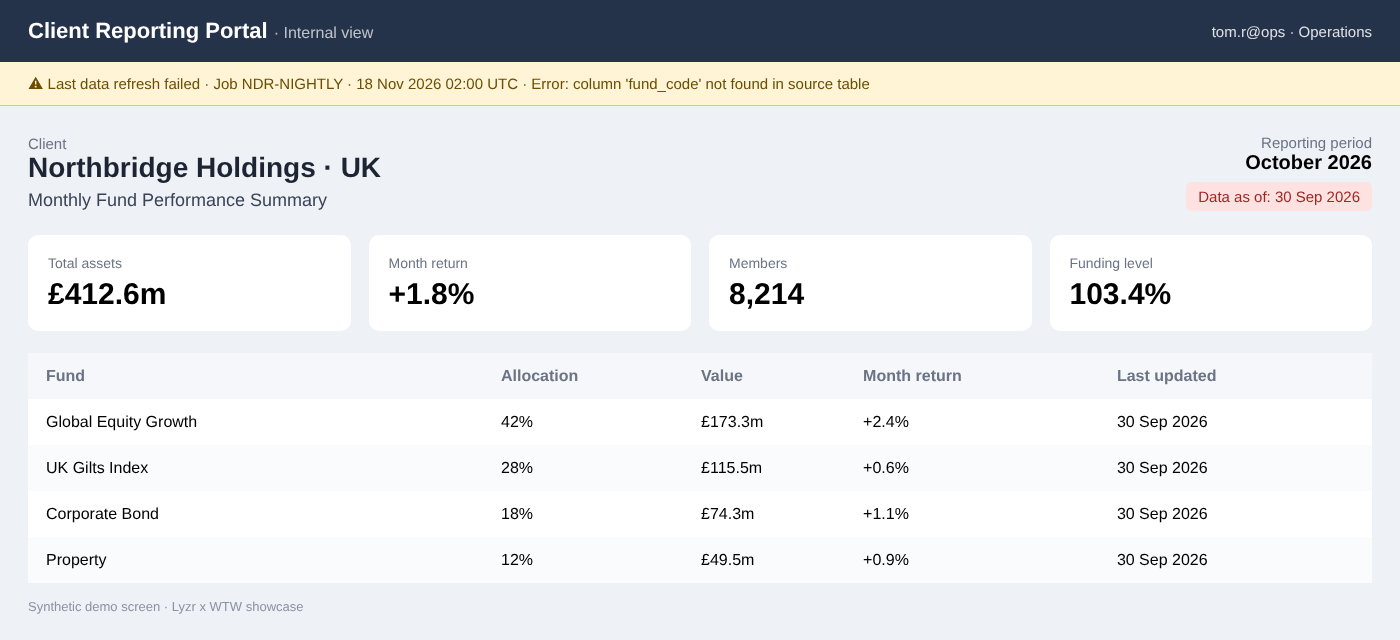 Client Reporting Portal · Internal view
tom.r@ops · Operations
⚠ Last data refresh failed · Job NDR-NIGHTLY · 18 Nov 2026 02:00 UTC · Error: column 'fund_code' not found in source table
Client
Northbridge Holdings · UK
Monthly Fund Performance Summary
Reporting period
October 2026
Data as of: 30 Sep 2026
Total assets
£412.6m
Month return
+1.8%
Members
8,214
Funding level
103.4%
Fund Allocation Value Month return Last updated
Global Equity Growth 42% £173.3m +2.4% 30 Sep 2026
UK Gilts Index 28% £115.5m +0.6% 30 Sep 2026
Corporate Bond 18% £74.3m +1.1% 30 Sep 2026
Property 12% £49.5m +0.9% 30 Sep 2026
Synthetic demo screen · Lyzr x WTW showcase